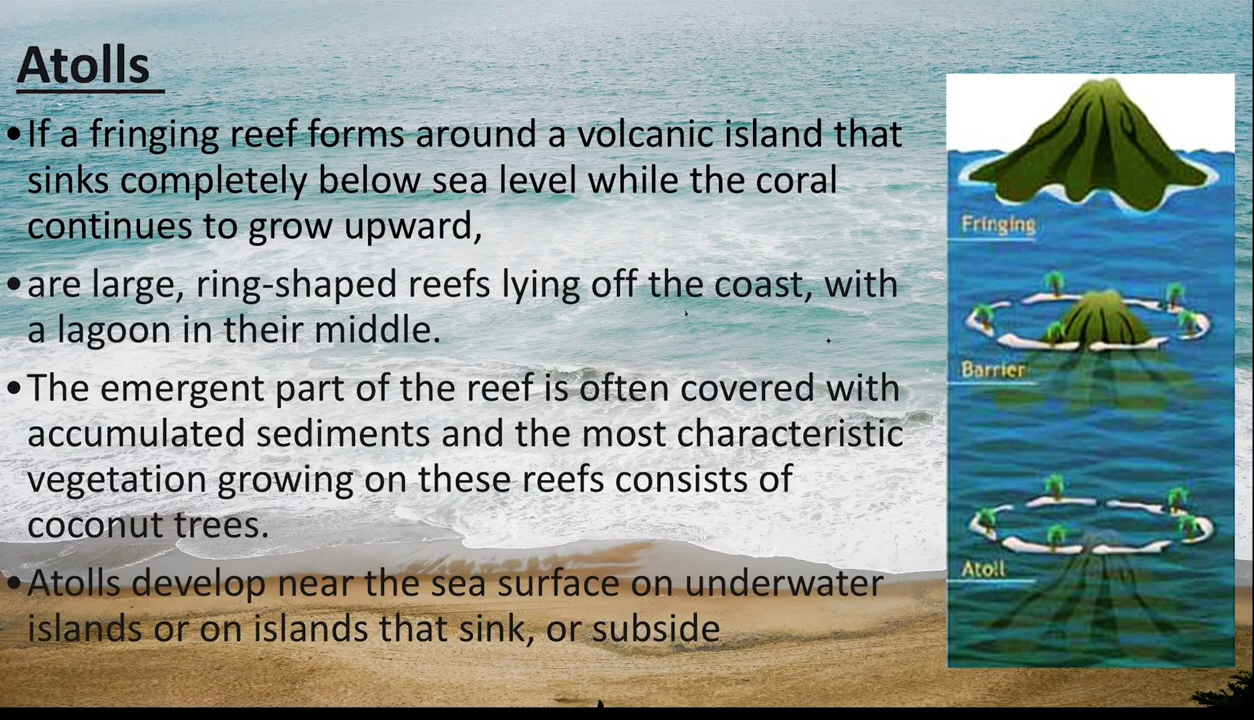 Atolls
•If a fringing reef forms around a volcanic island that
sinks completely below sea level while the coral
continues to grow upward,
•are large, ring-shaped reefs lying off the coast, with
a lagoon in their middle.
•The emergent part of the reef is often covered with
accumulated sediments and the most characteristic
vegetation growing on these reefs consists of
coconut trees.
•Atolls develop near the sea surface on underwater
islands or on islands that sink, or subside
Fringing
Barrier
Atoll